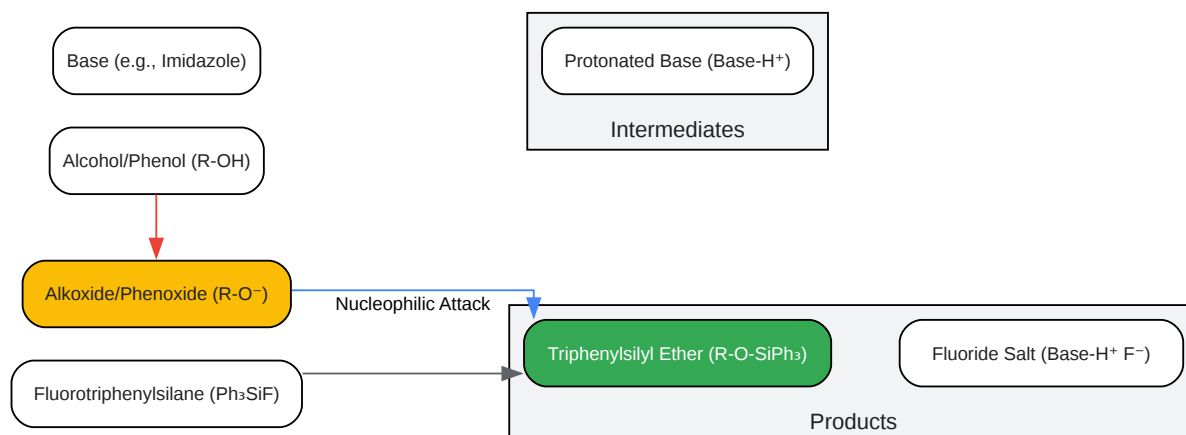 Base (e.g., Imidazole)
Protonated Base (Base-H⁺)
Intermediates
Alcohol/Phenol (R-OH)
Alkoxide/Phenoxide (R-O⁻)
Nucleophilic Attack
Triphenylsilyl Ether (R-O-SiPh₃)
Fluoride Salt (Base-H⁺ F⁻)
Fluorotriphenylsilane (Ph₃SiF)
Products